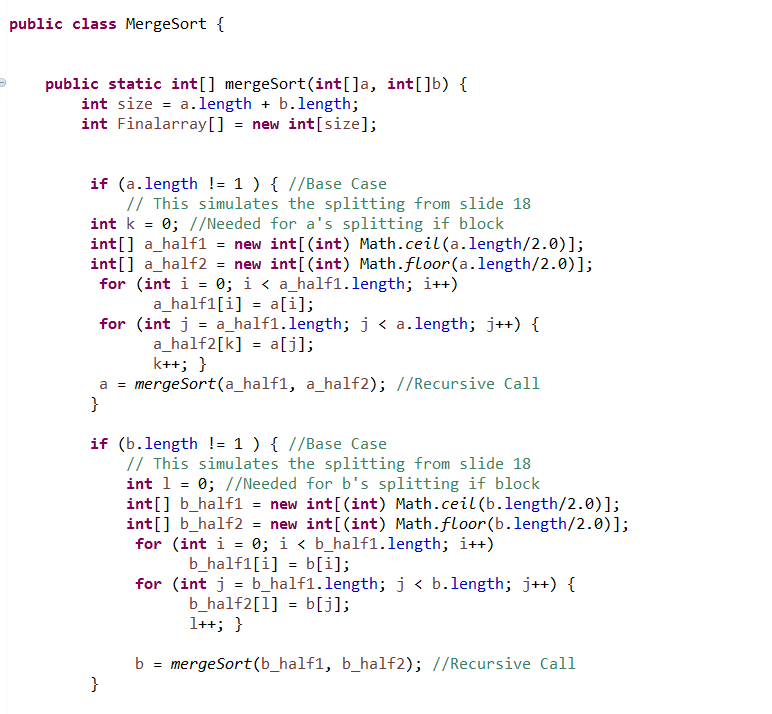 public class MergeSort {
public static int[] mergeSort(int[]a, int[]b) {
int size = a.length + b.length;
int Finalarray[] = new int[size];
if (a.length != 1 ) { //Base Case
// This simulates the splitting from slide 18
int k = 0; //Needed for a's splitting if block
int[] a_half1 = new int[(int) Math.ceil(a.length/2.0)];
int[] a_half2 = new int[(int) Math.floor(a.length/2.0)];
for (int i = 0; i < a_half1.length; i++)
a_half1[i] = a[i];
for (int j = a_half1.length; j < a.length; j++) {
a_half2[k] = a[j];
k++; }
a = mergeSort(a_half1, a_half2); //Recursive Call
}
if (b.length != 1 ) { //Base Case
// This simulates the splitting from slide 18
int l = 0; //Needed for b's splitting if block
int[] b_half1 = new int[(int) Math.ceil(b.length/2.0)];
int[] b_half2 = new int[(int) Math.floor(b.length/2.0)];
for (int i = 0; i < b_half1.length; i++)
b_half1[i] = b[i];
for (int j = b_half1.length; j < b.length; j++) {
b_half2[l] = b[j];
l++; }
b = mergeSort(b_half1, b_half2); //Recursive Call
}